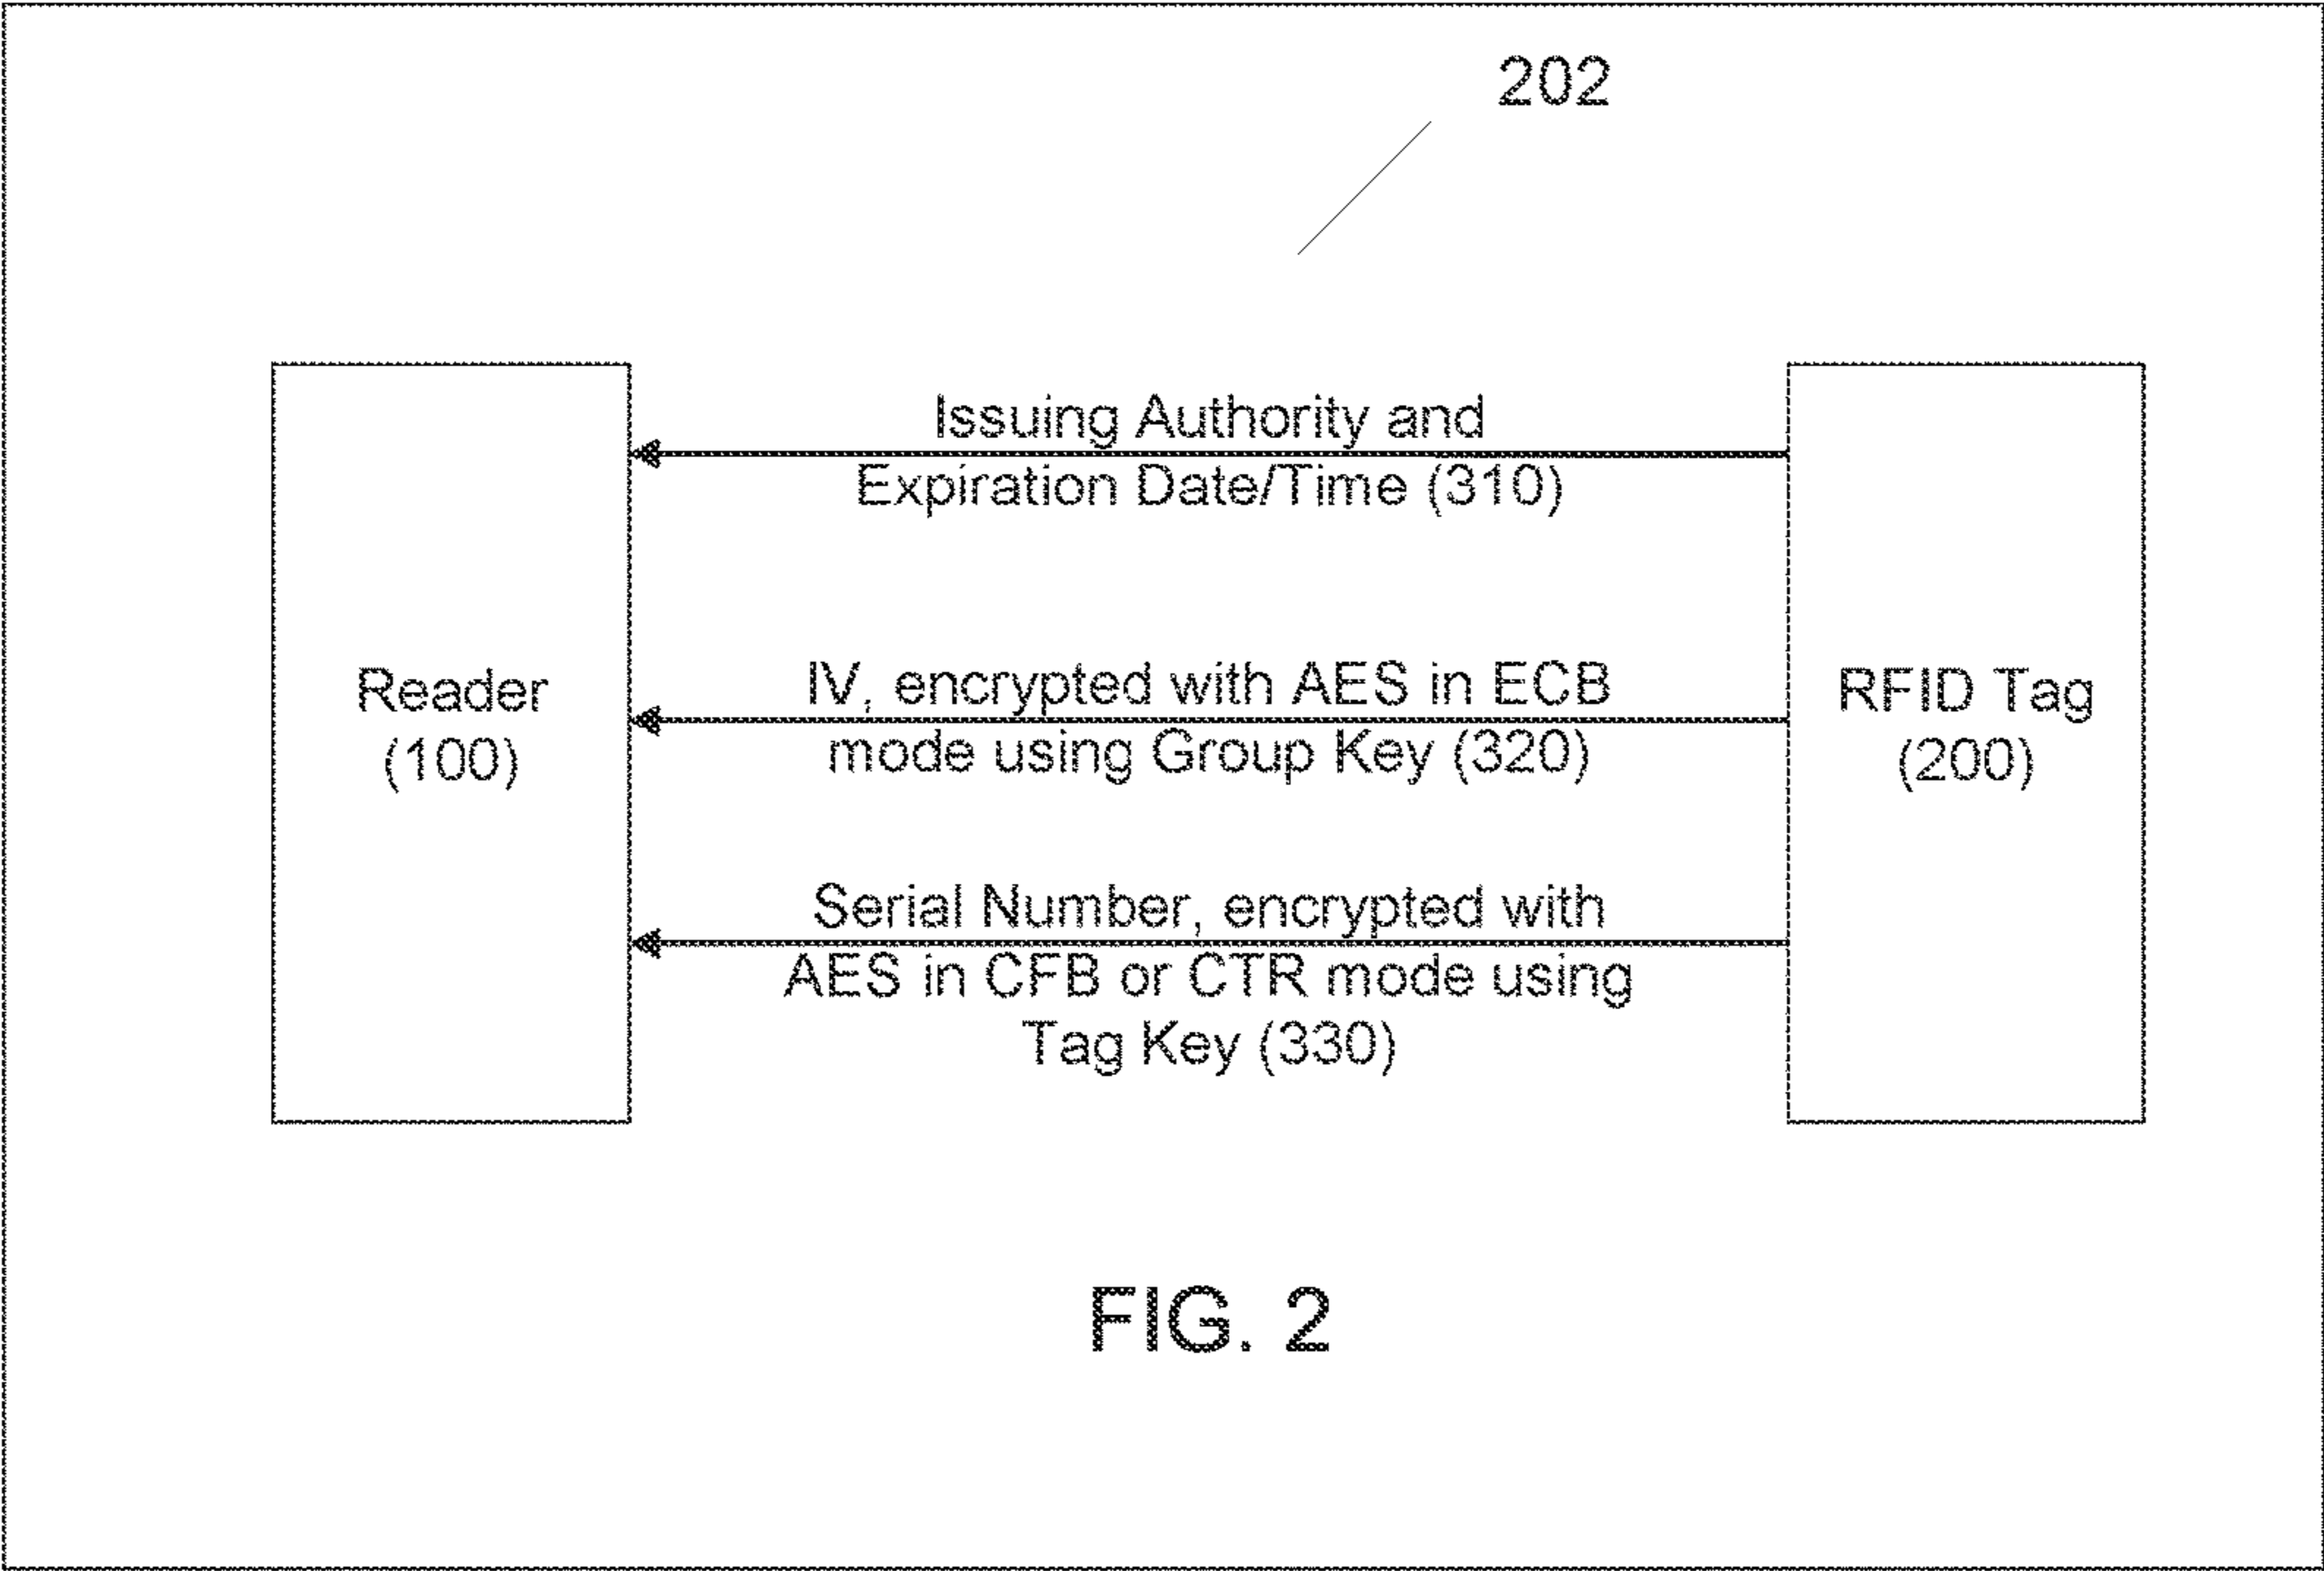 202
Issuing Authority and
Expiration Date/Time (310)
Reader
(100)
IV, encrypted with AES in ECB
mode using Group Key (320)
RFID Tag
(200)
Serial Number, encrypted with
AES in CFB or CTR mode using
Tag Key (330)
FIG. 2